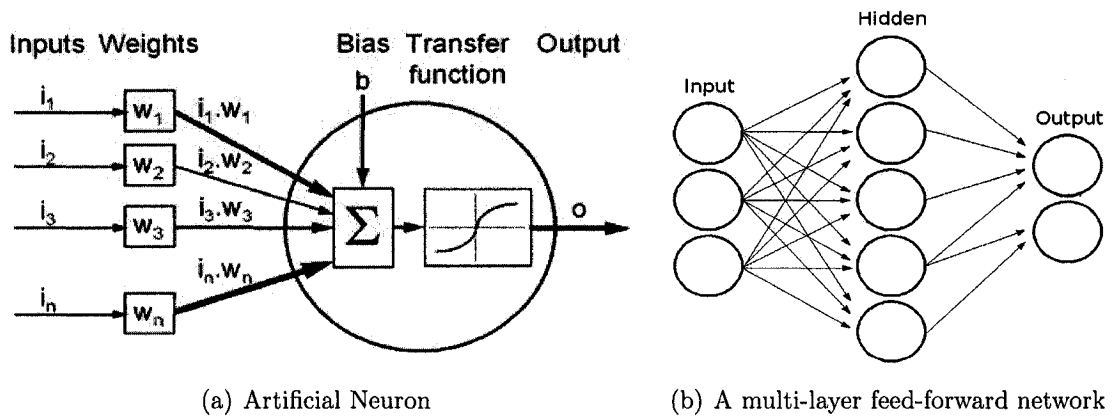 Inputs Weights Bias Transfer function Output
b
i1 w1 i1.w1
i2 w2 i2.w2
i3 w3 i3.w3
in wn in.wn
Σ
o
(a) Artificial Neuron
Hidden
Input
Output
(b) A multi-layer feed-forward network